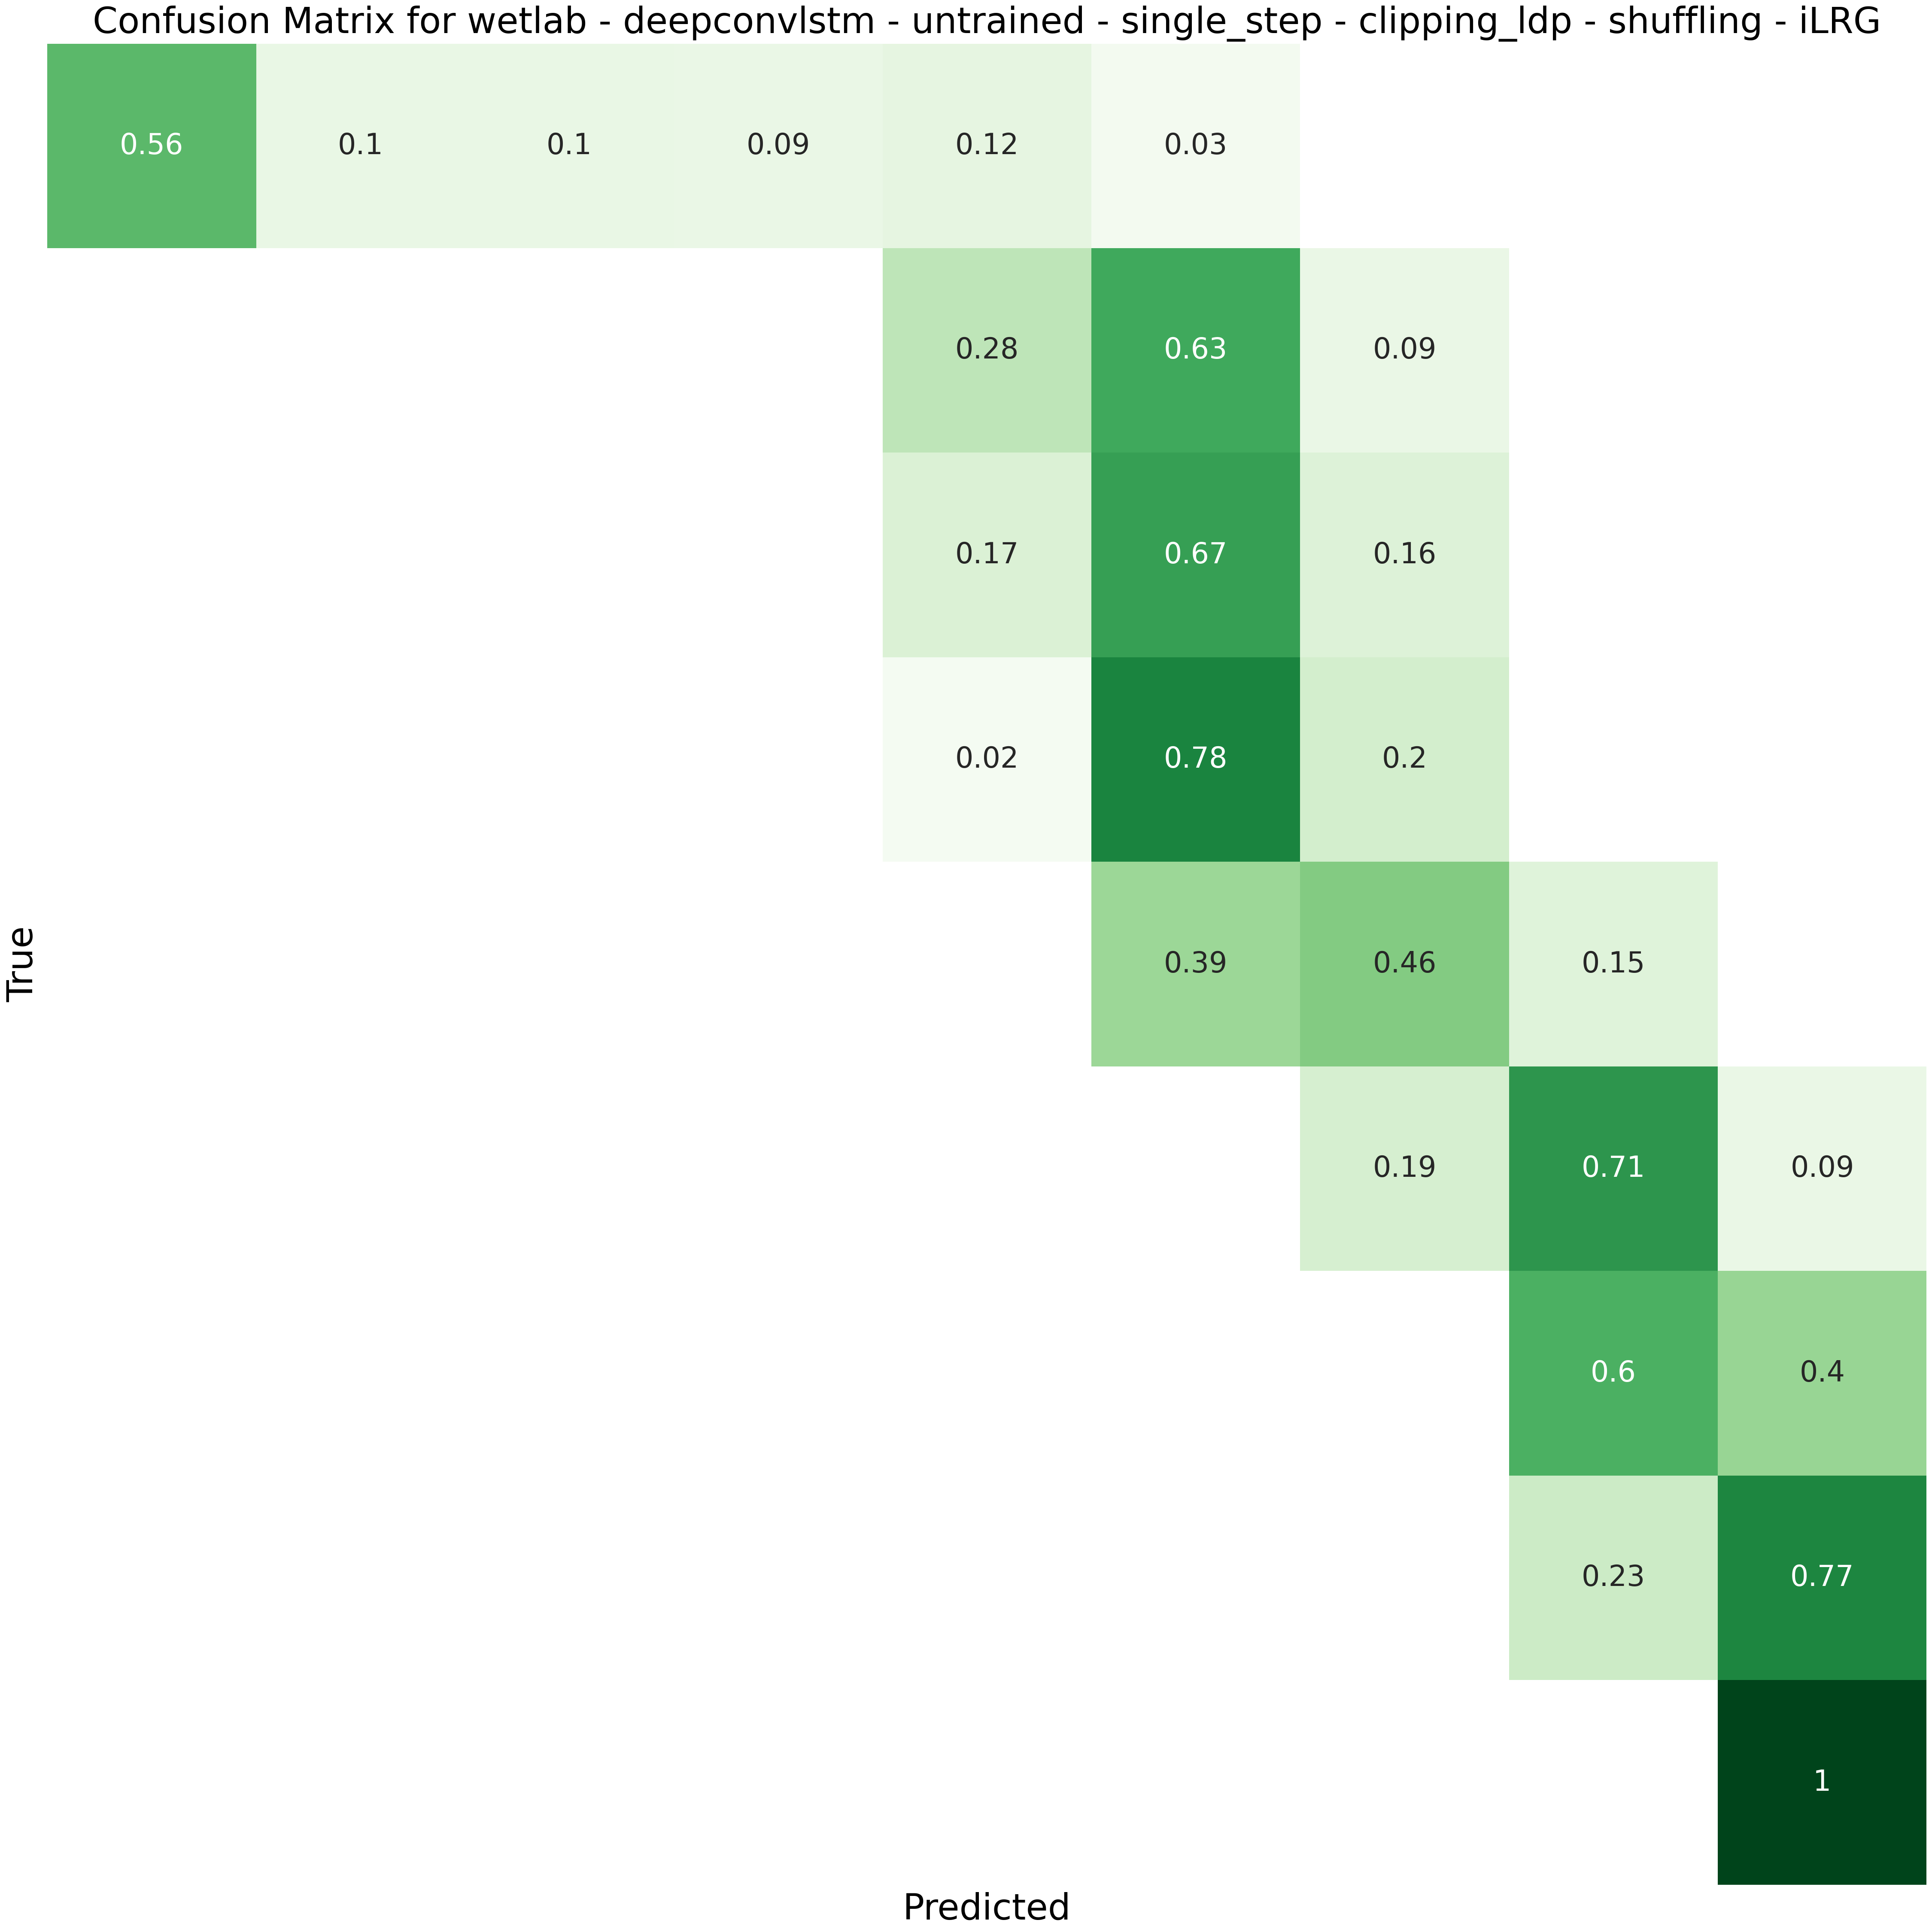 Confusion Matrix for wetlab - deepconvlstm - untrained - single_step - clipping_ldp - shuffling - iLRG
0.56 0.1 0.1 0.09 0.12 0.03
0.28 0.63 0.09
0.17 0.67 0.16
0.02 0.78 0.2
0.39 0.46 0.15
True
0.19 0.71 0.09
0.6 0.4
0.23 0.77
1
Predicted